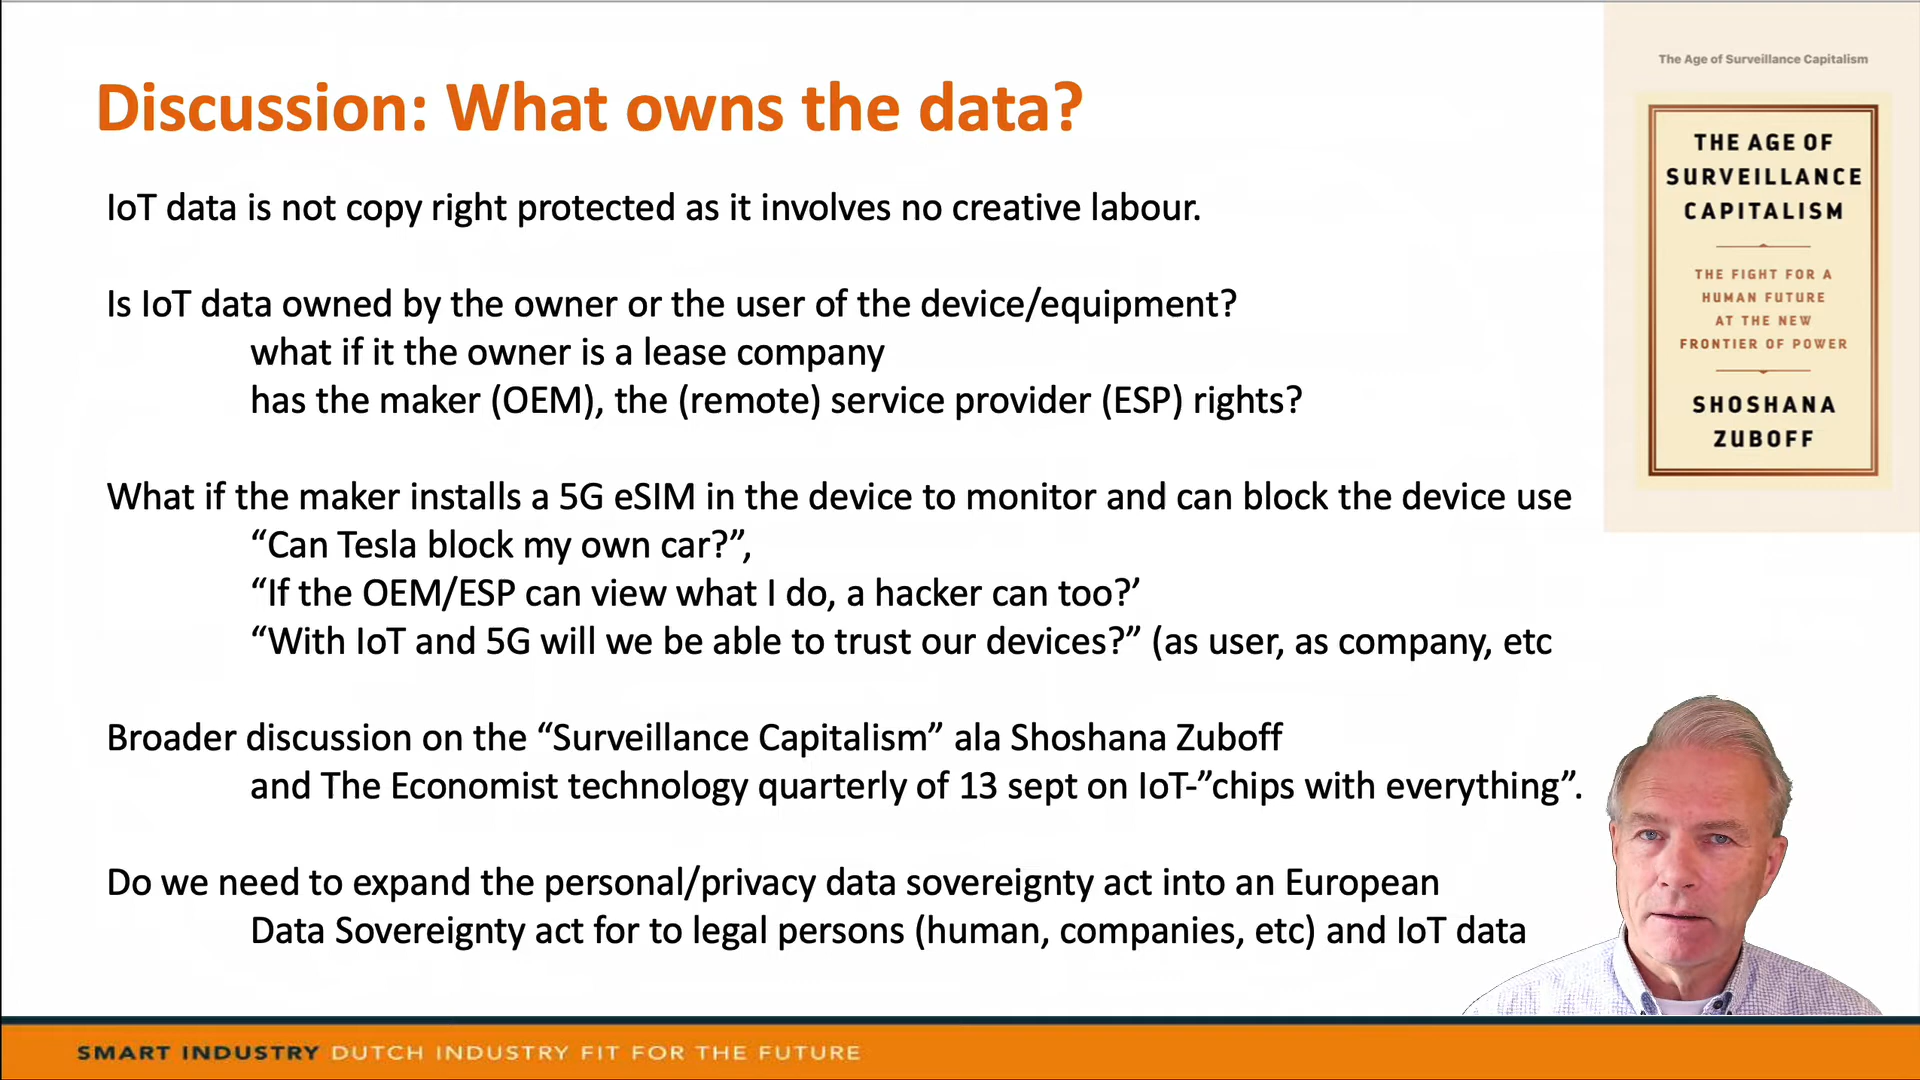 Discussion: What owns the data?
IoT data is not copy right protected as it involves no creative labour.
Is IoT data owned by the owner or the user of the device/equipment?
what if it the owner is a lease company
has the maker (OEM), the (remote) service provider (ESP) rights?
What if the maker installs a 5G eSIM in the device to monitor and can block the device use
“Can Tesla block my own car?”,
“If the OEM/ESP can view what I do, a hacker can too?’
“With IoT and 5G will we be able to trust our devices?” (as user, as company, etc
Broader discussion on the “Surveillance Capitalism” ala Shoshana Zuboff
and The Economist technology quarterly of 13 sept on IoT-”chips with everything”.
Do we need to expand the personal/privacy data sovereignty act into an European
Data Sovereignty act for to legal persons (human, companies, etc) and IoT data
The Age of Surveillance Capitalism
THE AGE OF
SURVEILLANCE
CAPITALISM
THE FIGHT FOR A
HUMAN FUTURE
AT THE NEW
FRONTIER OF POWER
SHOSHANA
ZUBOFF
SMART INDUSTRY DUTCH INDUSTRY FIT FOR THE FUTURE